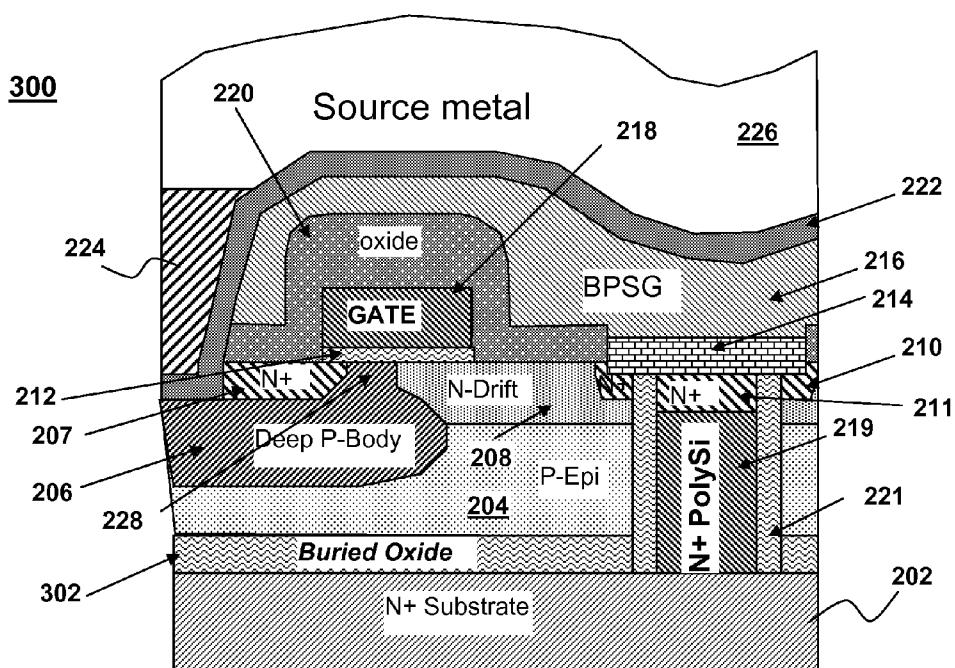 300
220
Source metal
218
226
222
224
oxide
BPSG
216
GATE
214
210
212
N+
N-Drift
N+
N+
211
207
Deep P-Body
208
219
206
P-Epi
228
204
N+ PolySi
221
Buried Oxide
302
N+ Substrate
202